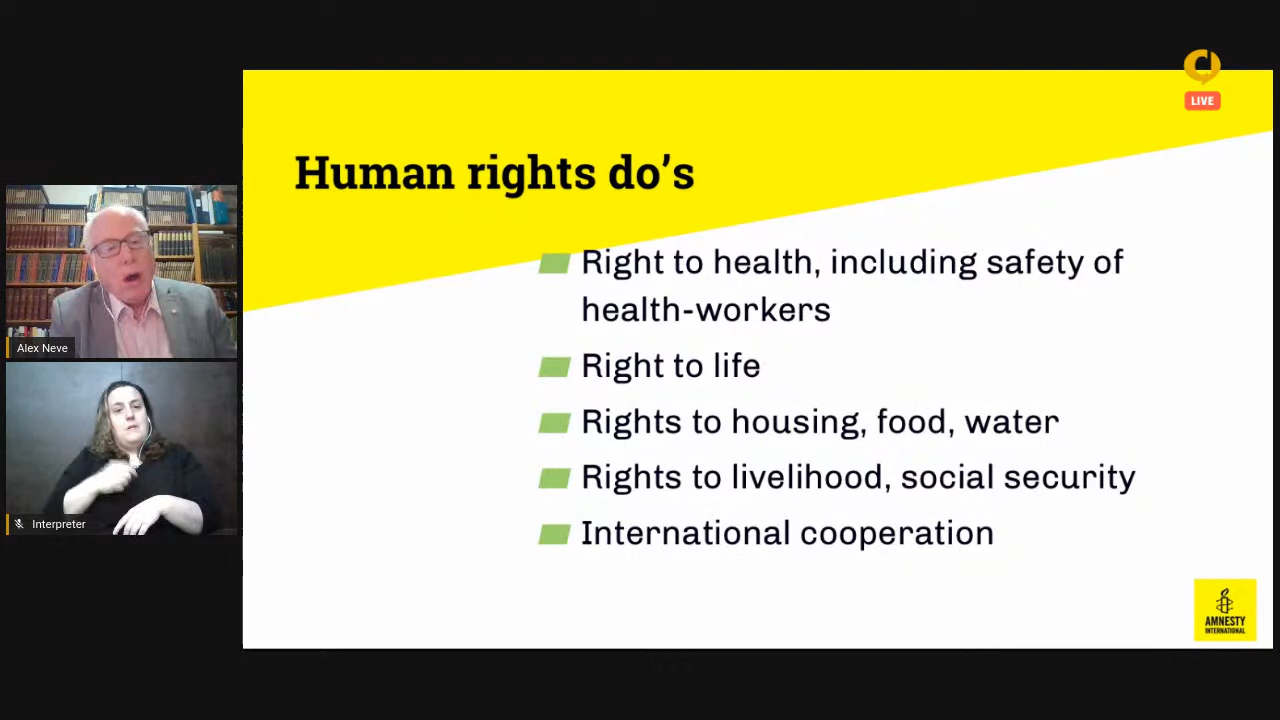 LIVE
Human rights do’s
Right to health, including safety of
health-workers
Right to life
Rights to housing, food, water
Rights to livelihood, social security
International cooperation
Alex Neve
Interpreter
AMNESTY
INTERNATIONAL